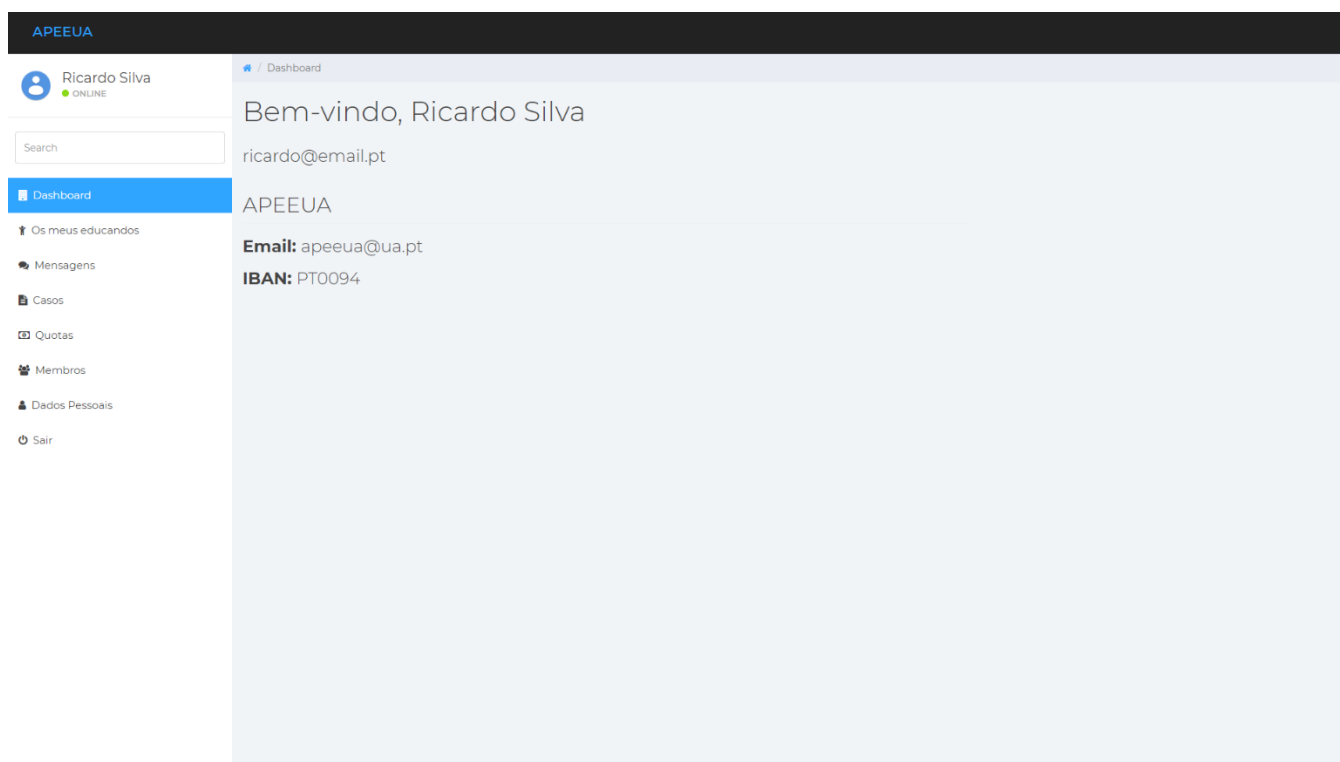 APEEUA
Ricardo Silva
ONLINE
Search
Dashboard
Os meus educandos
Mensagens
Casos
Quotas
Membros
Dados Pessoais
Sair
/ Dashboard
Bem-vindo, Ricardo Silva
ricardo@email.pt
APEEUA
Email: apeeua@ua.pt
IBAN: PT0094